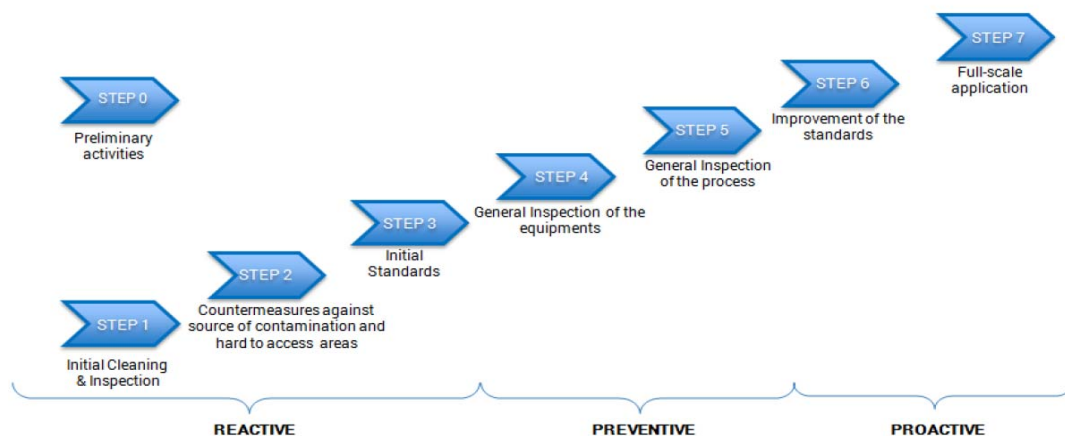 STEP 0
Preliminary
activities
STEP 1
Initial Cleaning
& Inspection
STEP 2
Countermeasures against
source of contamination and
hard to access areas
STEP 3
Initial
Standards
STEP 4
General Inspection of the
equipments
STEP 5
General Inspection
of the process
STEP 6
Improvement of the
standards
STEP 7
Full-scale
application
REACTIVE
PREVENTIVE
PROACTIVE